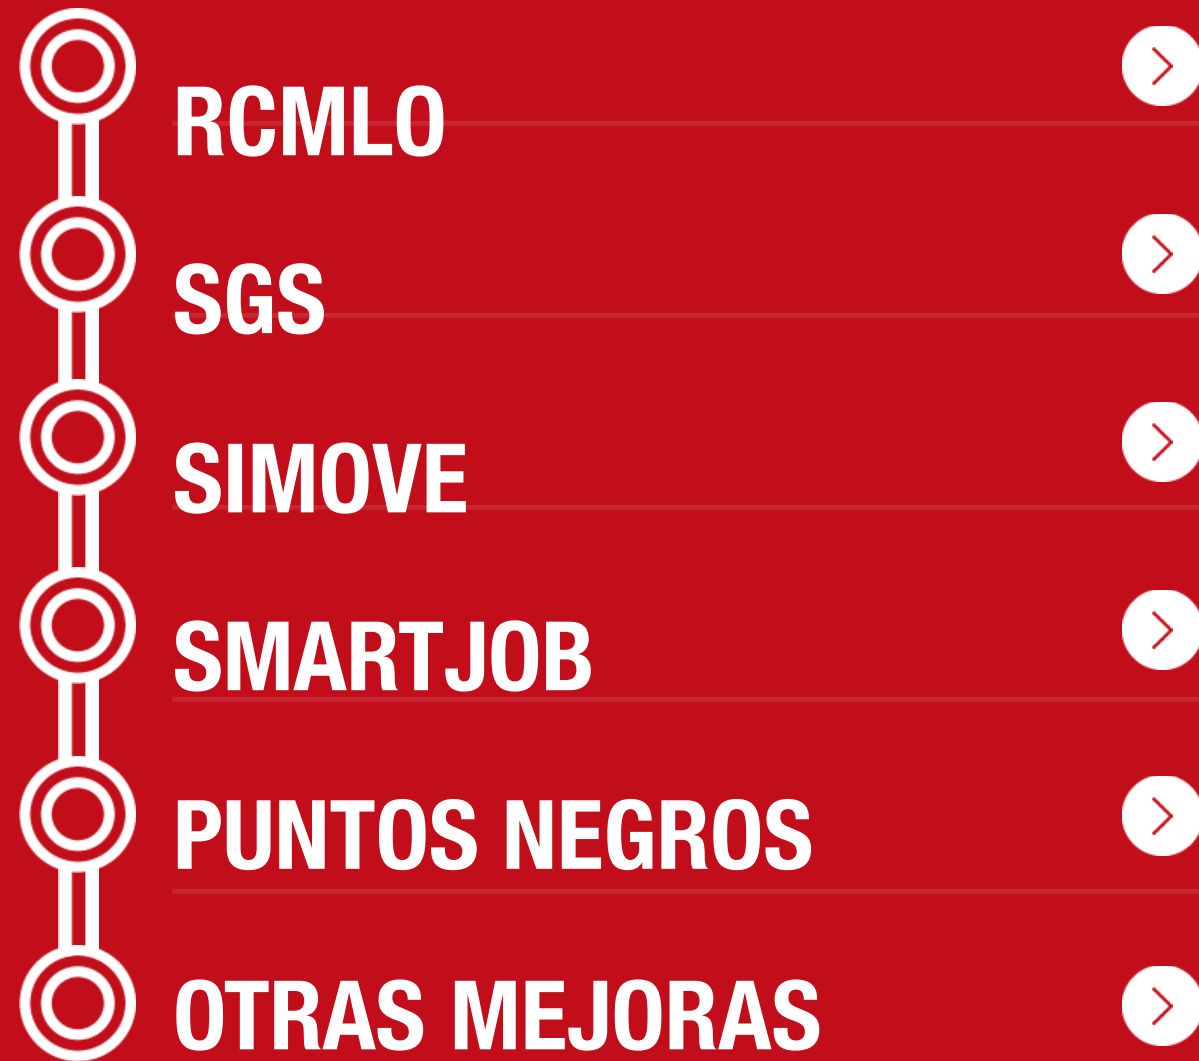 RCMLO
SGS
SIMOVE
SMARTJOB
PUNTOS NEGROS
OTRAS MEJORAS